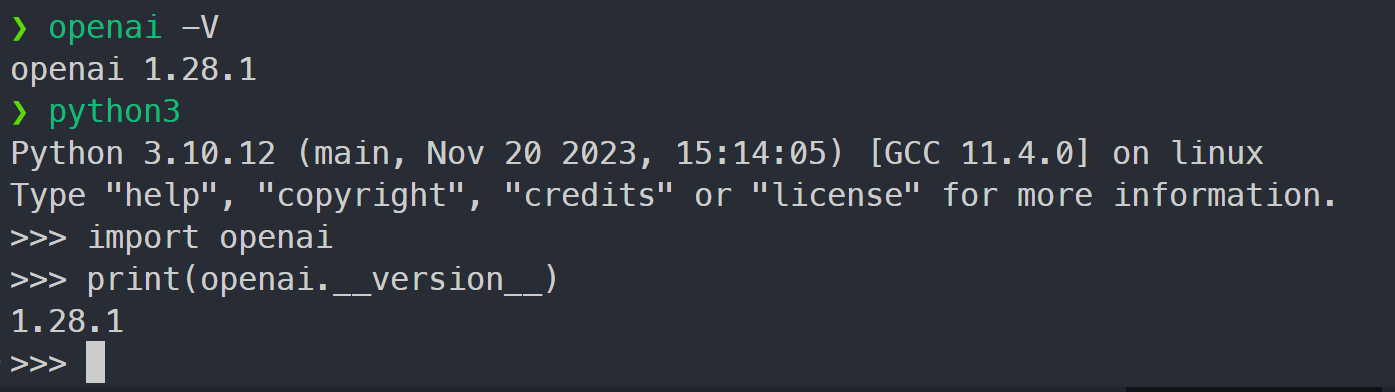 ❯ openai -V
openai 1.28.1
❯ python3
Python 3.10.12 (main, Nov 20 2023, 15:14:05) [GCC 11.4.0] on linux
Type "help", "copyright", "credits" or "license" for more information.
>>> import openai
>>> print(openai.__version__)
1.28.1
>>>